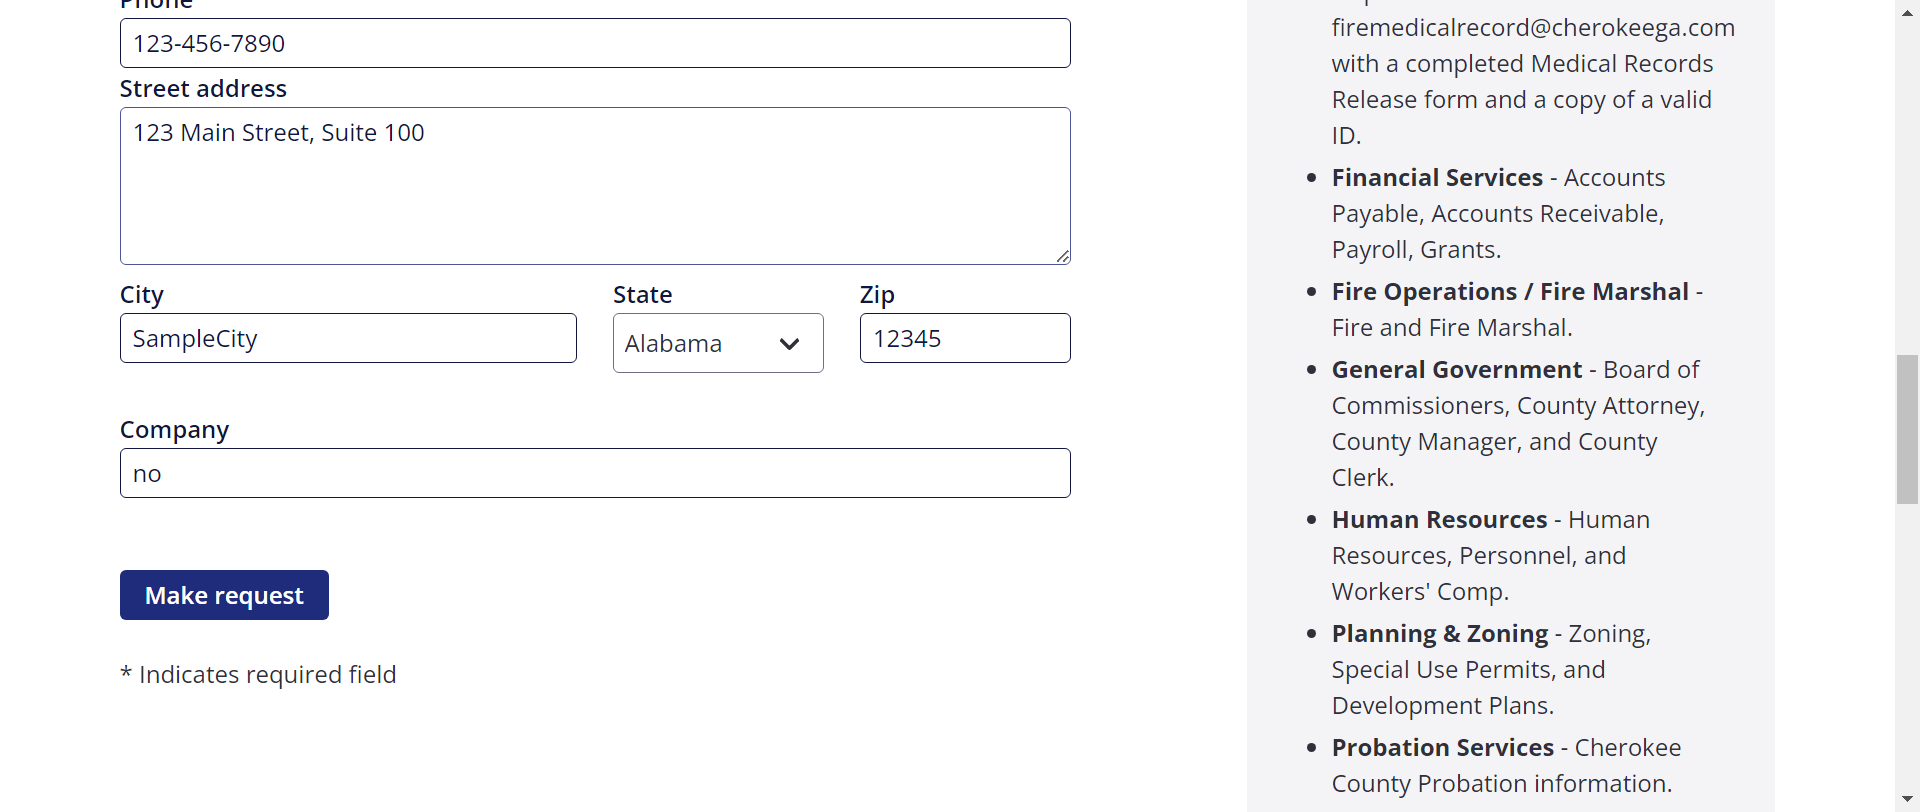 Phone
123-456-7890
Street address
123 Main Street, Suite 100
City
State
Zip
SampleCity
Alabama
12345
Company
no
Make request
* Indicates required field
firemedicalrecord@cherokeega.com
with a completed Medical Records
Release form and a copy of a valid
ID.
Financial Services - Accounts
Payable, Accounts Receivable,
Payroll, Grants.
Fire Operations / Fire Marshal -
Fire and Fire Marshal.
General Government - Board of
Commissioners, County Attorney,
County Manager, and County
Clerk.
Human Resources - Human
Resources, Personnel, and
Workers' Comp.
Planning & Zoning - Zoning,
Special Use Permits, and
Development Plans.
Probation Services - Cherokee
County Probation information.